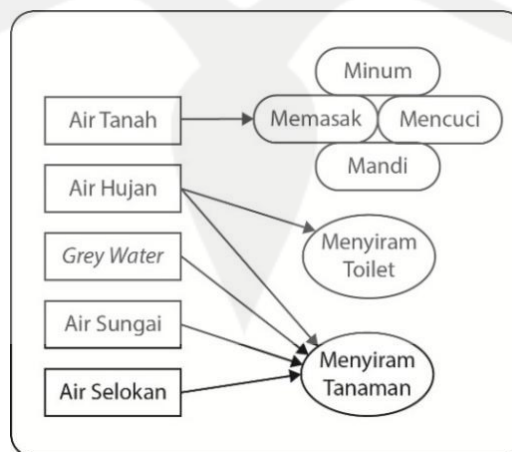 Air Tanah
Air Hujan
Grey Water
Air Sungai
Air Selokan
Minum
Memasak
Mencuci
Mandi
Menyiram
Toilet
Menyiram
Tanaman